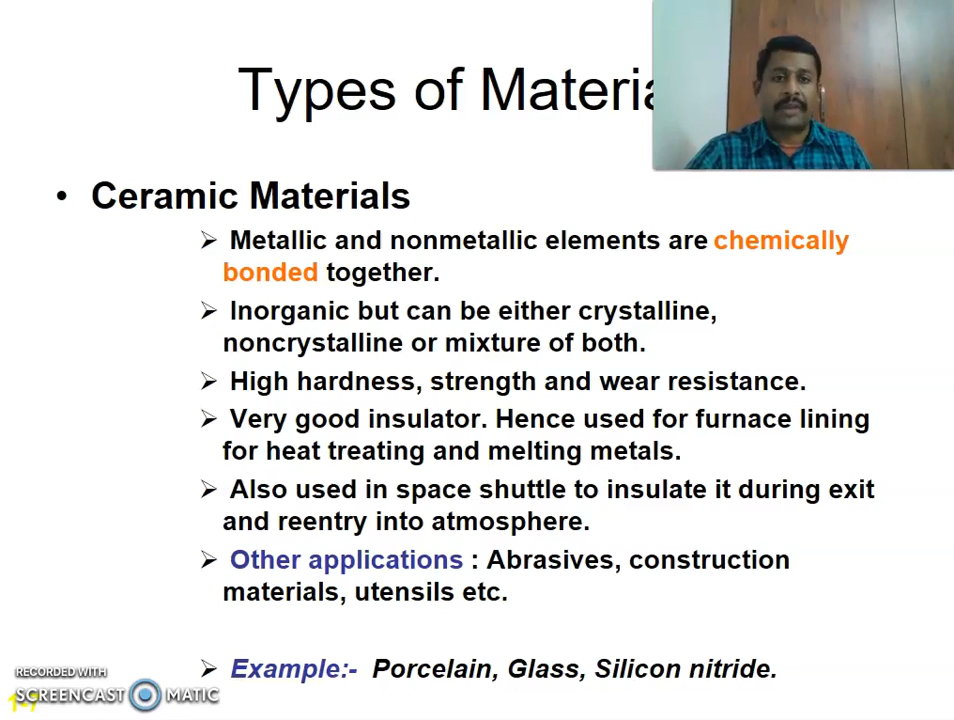 Types of Materia
• Ceramic Materials
➢ Metallic and nonmetallic elements are chemically
bonded together.
➢ Inorganic but can be either crystalline,
noncrystalline or mixture of both.
➢ High hardness, strength and wear resistance.
➢ Very good insulator. Hence used for furnace lining
for heat treating and melting metals.
➢ Also used in space shuttle to insulate it during exit
and reentry into atmosphere.
➢ Other applications : Abrasives, construction
materials, utensils etc.
➢ Example:- Porcelain, Glass, Silicon nitride.
RECORDED WITH
SCREENCAST MATIC